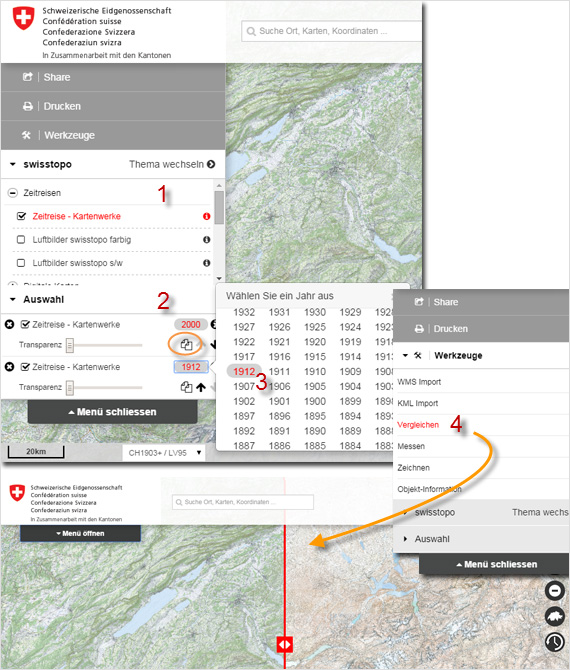 Schweizerische Eidgenossenschaft
Confédération suisse
Confederazione Svizzera
Confederaziun svizra
In Zusammenarbeit mit den Kantonen
Suche Ort, Karten, Koordinaten ...
Share
Drucken
Werkzeuge
swisstopo Thema wechseln
Zeitreisen 1
Zeitreise - Kartenwerke
Luftbilder swisstopo farbig
Luftbilder swisstopo s/w
Auswahl 2
Zeitreise - Kartenwerke 2000
Transparenz
Zeitreise - Kartenwerke 1912
Transparenz
Menü schliessen
20km CH1903+ / LV95
Wählen Sie ein Jahr aus
1932 1931 1930 1929 1928
1927 1926 1925 1924 1923
1922 1921 1920 1919 1918
1917 1916 1915 1914 1913
1912 1911 1910 1909 1908
3
1907 1906 1905 1904 1903
1902 1901 1900 1899 1898
1897 1896 1895 1894 1893
1892 1891 1890 1889 1888
1887 1886 1885 1884 1883
Share
Drucken
Werkzeuge
WMS Import
KML Import
Vergleichen 4
Messen
Zeichnen
Objekt-Information
swisstopo Thema wechs
Auswahl
Menü schliessen
Schweizerische Eidgenossenschaft
Confédération suisse
Confederazione Svizzera
Confederaziun svizra
In Zusammenarbeit mit den Kantonen
Suche Ort, Karten, Koordinaten ...
Menü öffnen